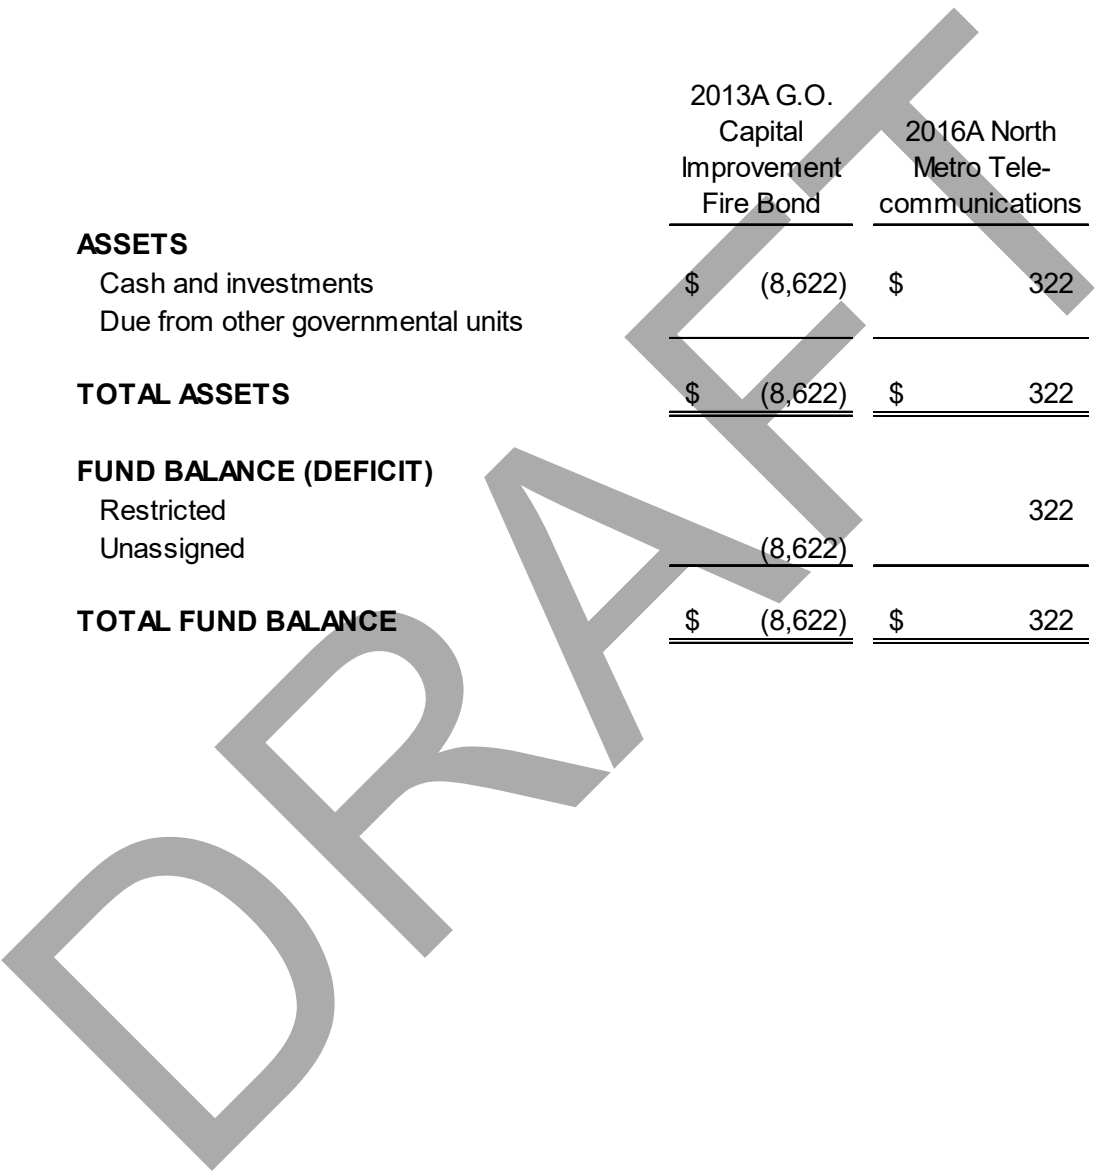 2013A G.O.
Capital
Improvement
Fire Bond
2016A North
Metro Tele-
communications
ASSETS
Cash and investments $ (8,622) $ 322
Due from other governmental units
TOTAL ASSETS $ (8,622) $ 322
FUND BALANCE (DEFICIT)
Restricted 322
Unassigned (8,622)
TOTAL FUND BALANCE $ (8,622) $ 322
DRAFT